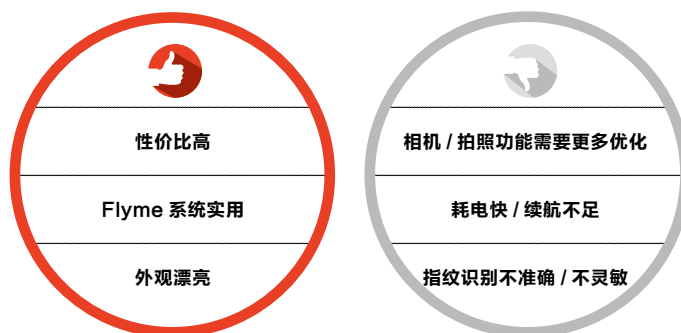 性价比高
Flyme 系统实用
外观漂亮
相机 / 拍照功能需要更多优化
耗电快 / 续航不足
指纹识别不准确 / 不灵敏